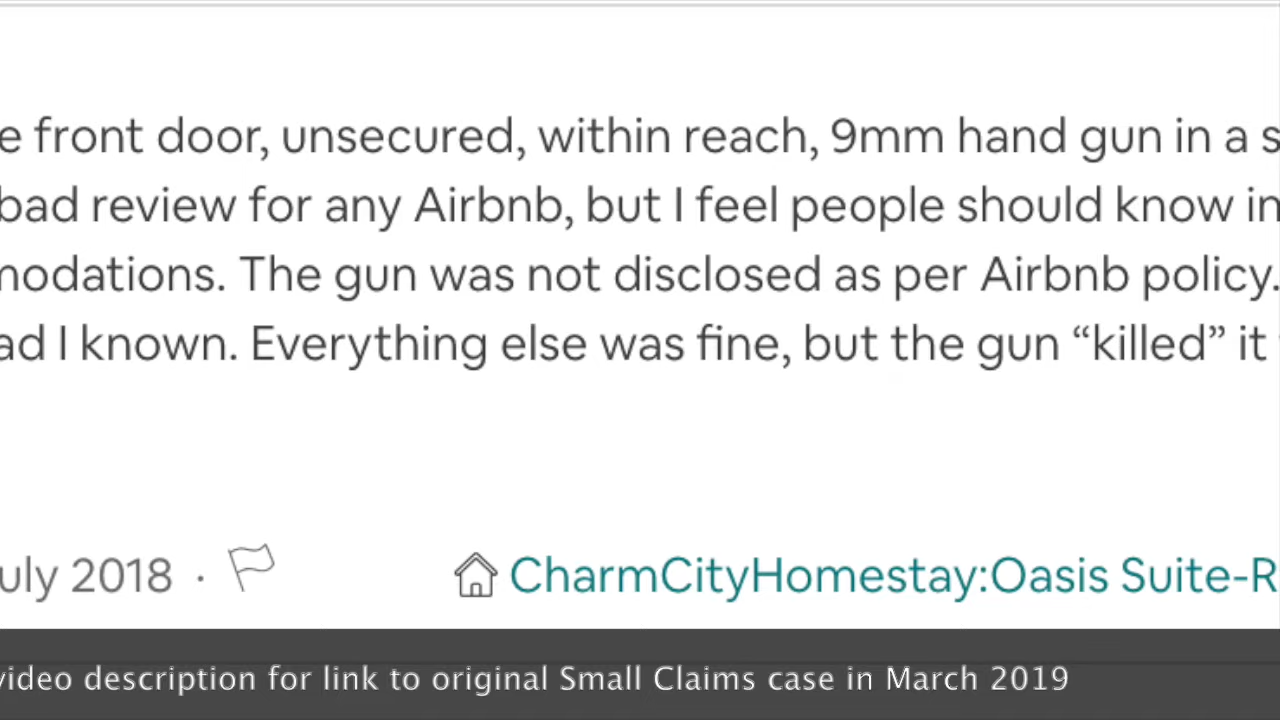 e front door, unsecured, within reach, 9mm hand gun in a s
bad review for any Airbnb, but I feel people should know in
modations. The gun was not disclosed as per Airbnb policy.
ad I known. Everything else was fine, but the gun “killed” it
uly 2018 ·
CharmCityHomestay:Oasis Suite-R
video description for link to original Small Claims case in March 2019